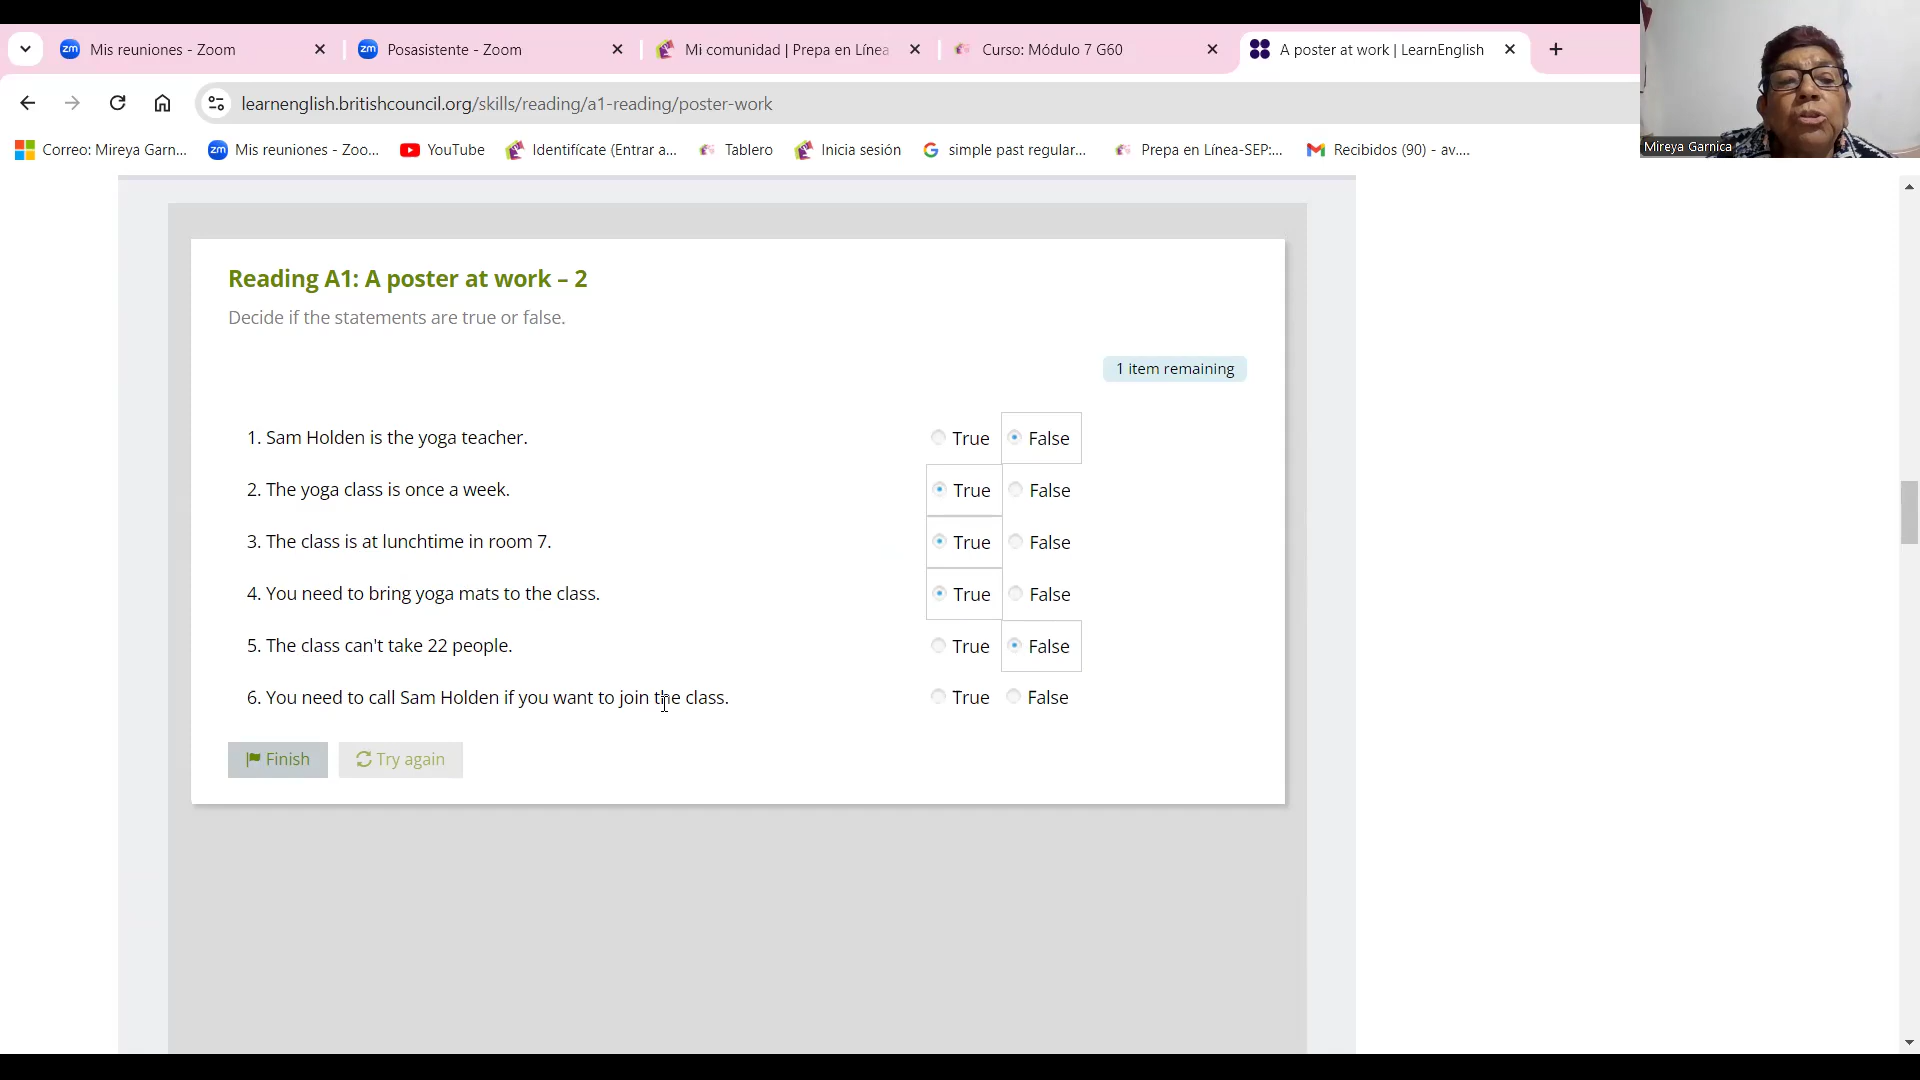 Mis reuniones - Zoom
Posasistente - Zoom
Mi comunidad | Prepa en Línea
Curso: Módulo 7 G60
A poster at work | LearnEnglish
learnenglish.britishcouncil.org/skills/reading/a1-reading/poster-work
Correo: Mireya Garn...
Mis reuniones - Zoo...
YouTube
Identifícate (Entrar a...
Tablero
Inicia sesión
simple past regular...
Prepa en Línea-SEP:...
Recibidos (90) - av....
Mireya Garnica
Reading A1: A poster at work – 2
Decide if the statements are true or false.
1 item remaining
1. Sam Holden is the yoga teacher. True False
2. The yoga class is once a week. True False
3. The class is at lunchtime in room 7. True False
4. You need to bring yoga mats to the class. True False
5. The class can't take 22 people. True False
6. You need to call Sam Holden if you want to join the class. True False
Finish Try again